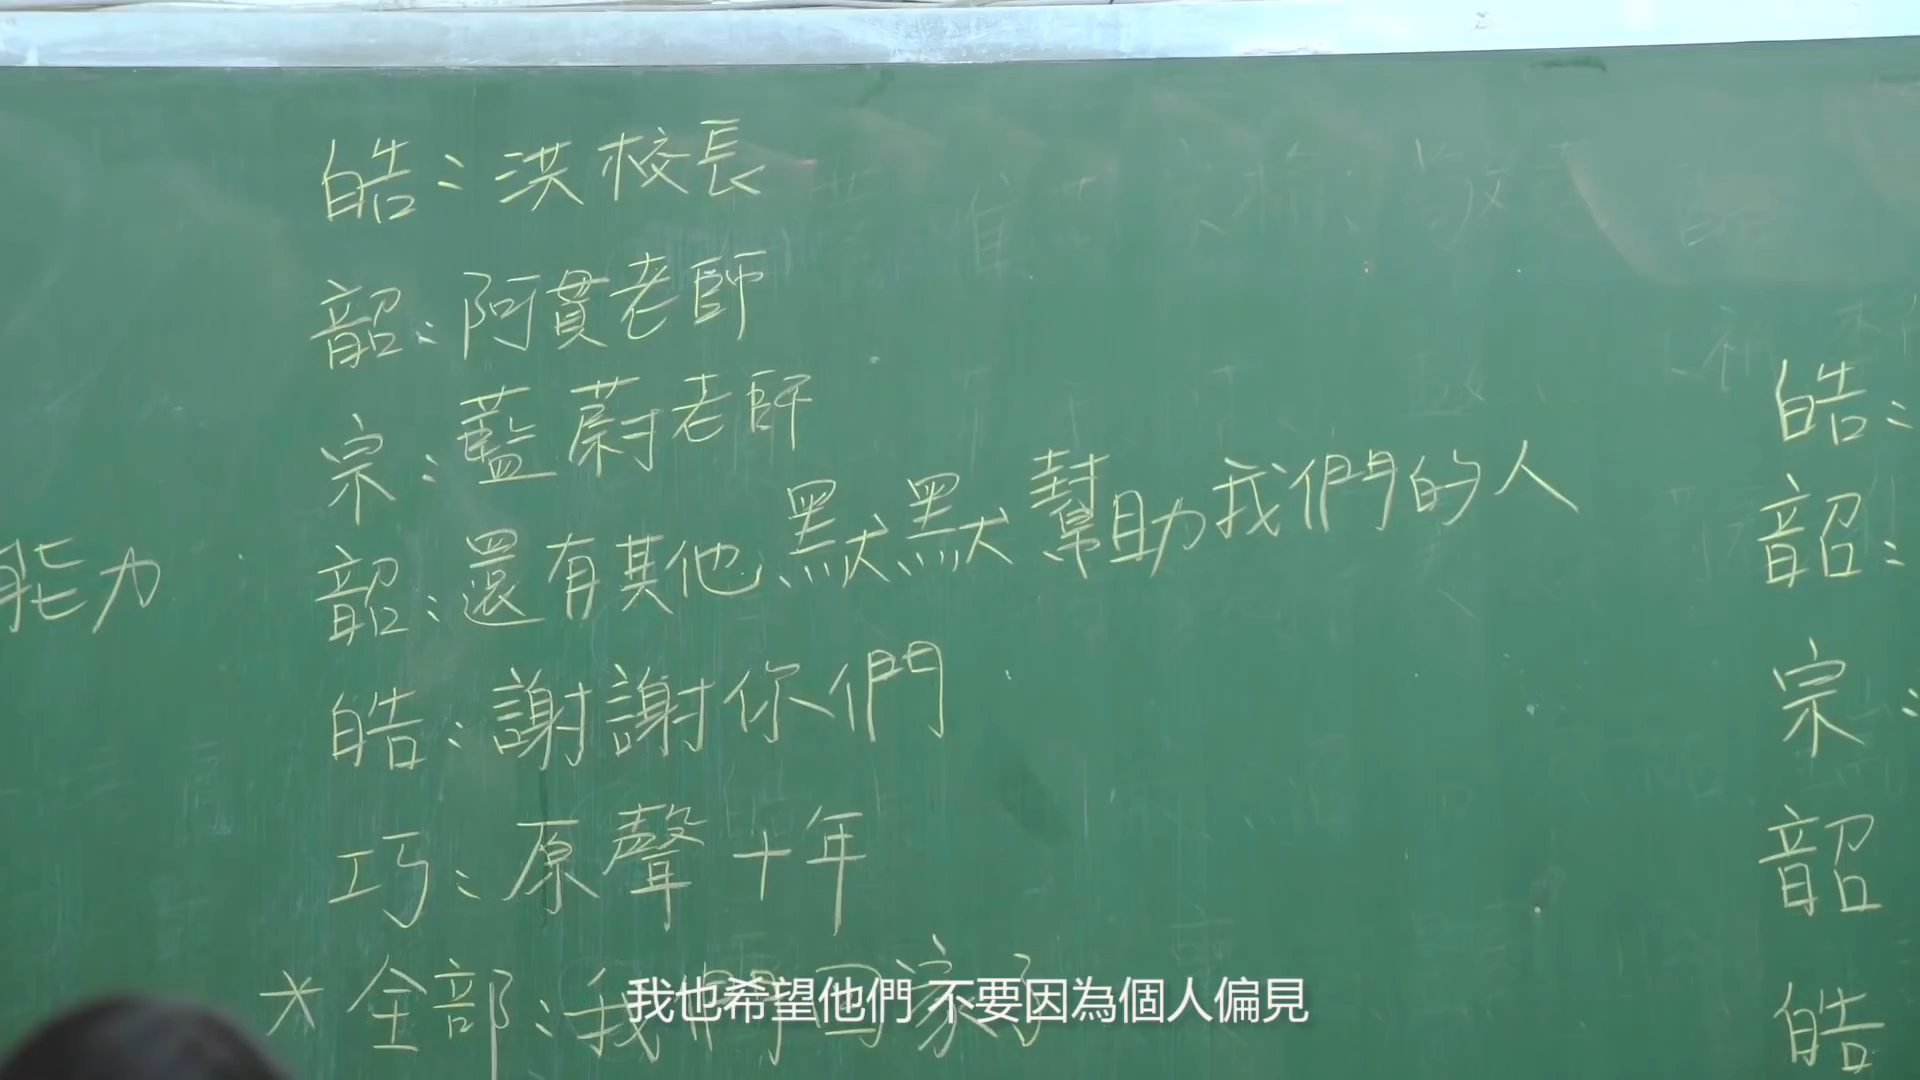 皓：洪校長
韶：阿貫老師
宗：藍蔚老師
韶：還有其他、默默幫助我們的人
能力
皓：謝謝你們
巧：原聲十年
*全部：我們回家了
皓：
韶：
宗：
韶
皓
我也希望他們 不要因為個人偏見